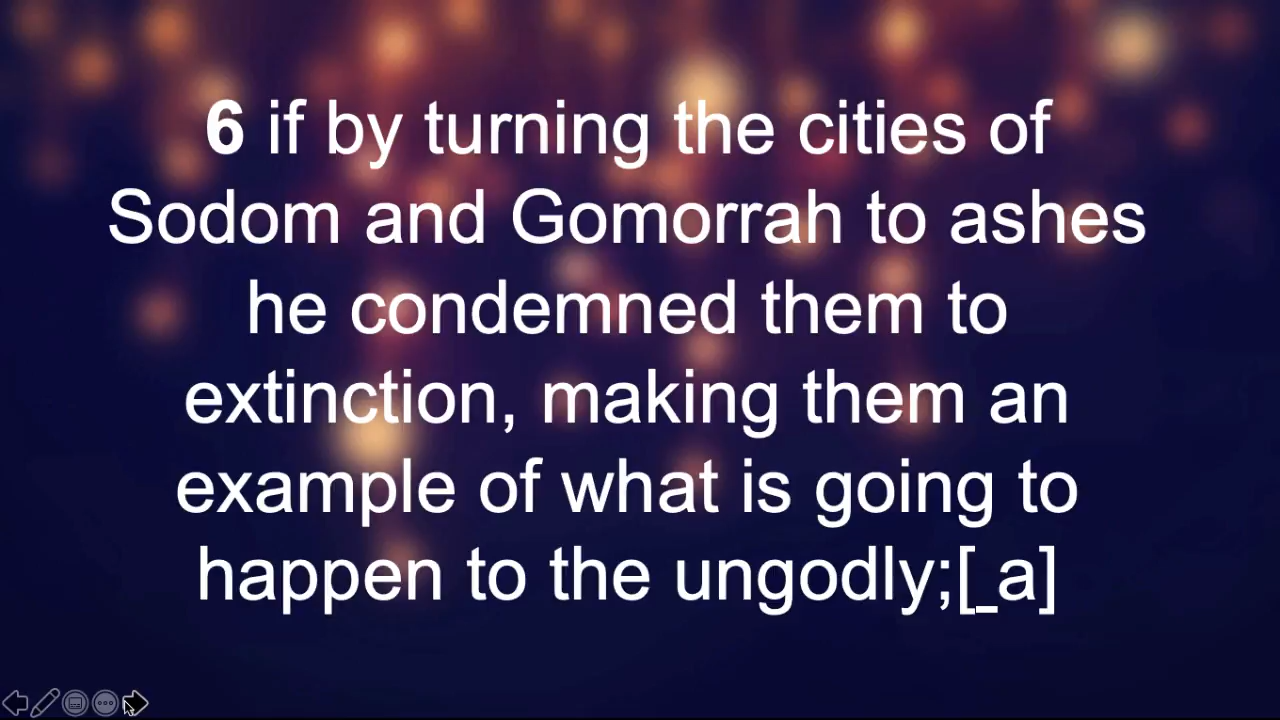 6 if by turning the cities of
Sodom and Gomorrah to ashes
he condemned them to
extinction, making them an
example of what is going to
happen to the ungodly;[_a]